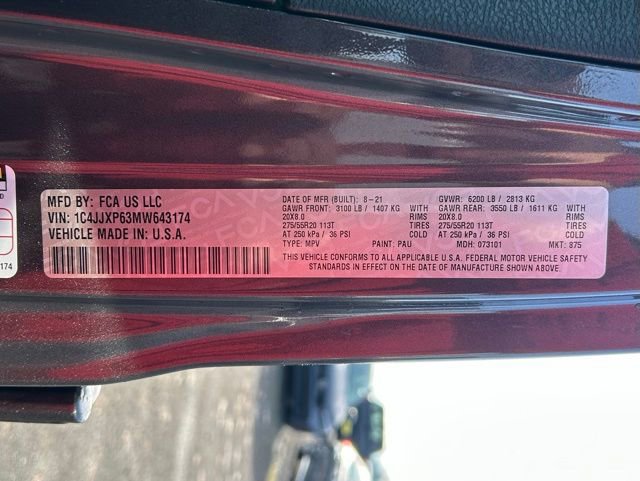 MFD BY: FCA US LLC
VIN: 1C4JJXP63MW643174
VEHICLE MADE IN: U.S.A.
DATE OF MFR (BUILT): 8-21
GAWR FRONT: 3100 LB / 1407 KG WITH
20X8.0 RIMS
275/55R20 113T TIRES
AT 250 kPa / 36 PSI COLD
TYPE: MPV PAINT: PAU
GVWR: 6200 LB / 2813 KG
GAWR REAR: 3550 LB / 1611 KG WITH
20X8.0 RIMS
275/55R20 113T TIRES
AT 250 kPa / 36 PSI COLD
MDH: 073101 MKT: 875
THIS VEHICLE CONFORMS TO ALL APPLICABLE U.S.A. FEDERAL MOTOR VEHICLE SAFETY
STANDARDS IN EFFECT ON THE DATE OF MANUFACTURE SHOWN ABOVE
174